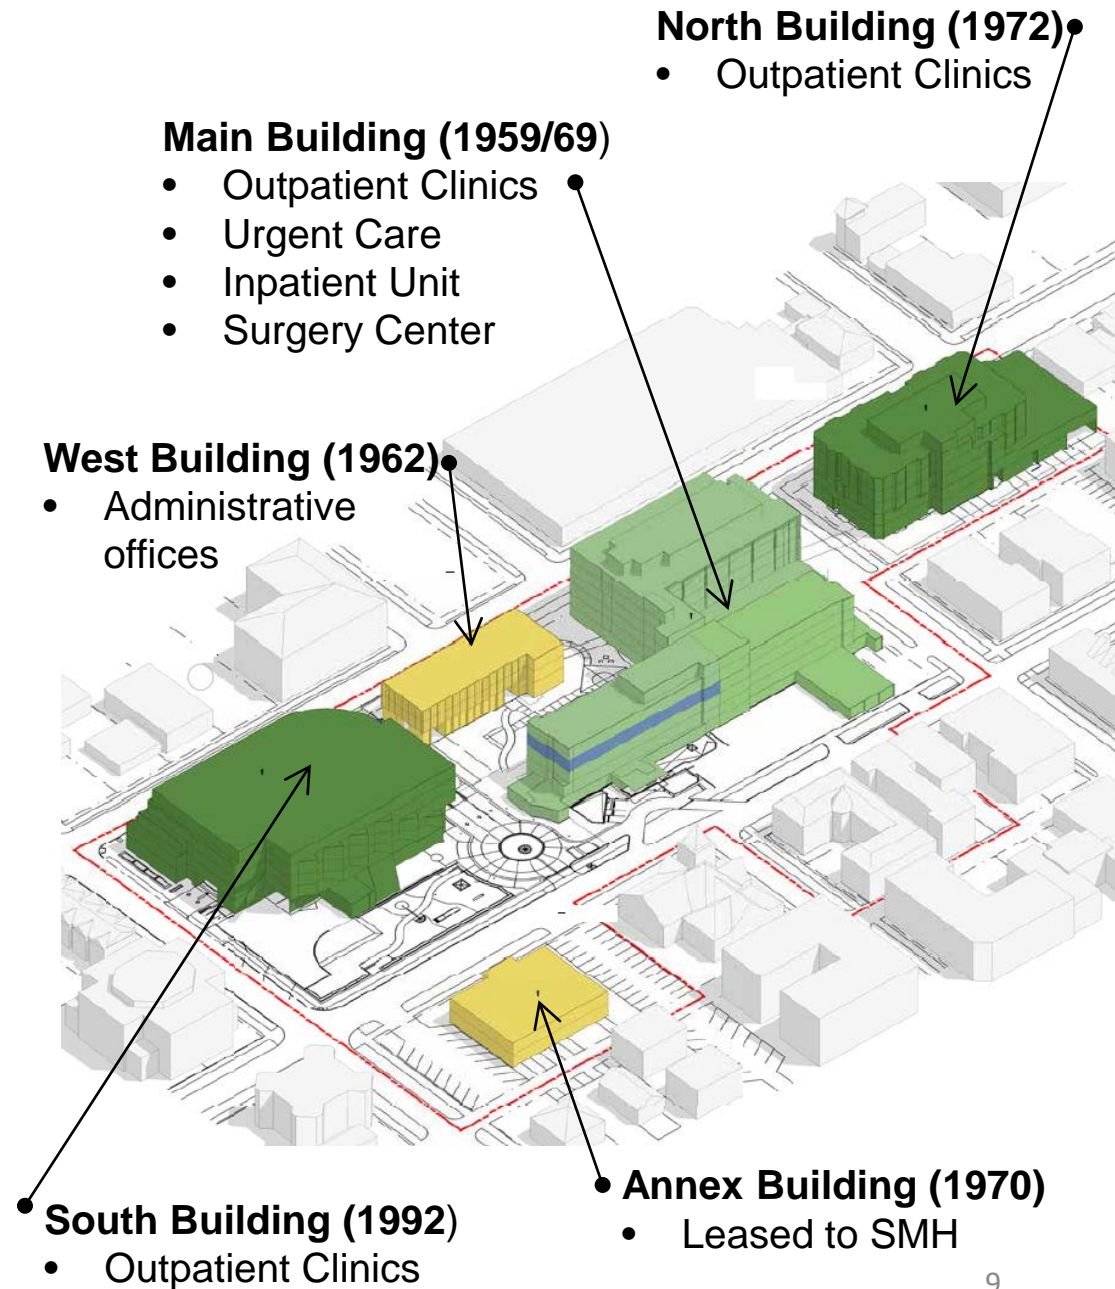 North Building (1972)
• Outpatient Clinics
Main Building (1959/69)
• Outpatient Clinics
• Urgent Care
• Inpatient Unit
• Surgery Center
West Building (1962)
• Administrative
offices
Annex Building (1970)
• Leased to SMH
South Building (1992)
• Outpatient Clinics
9